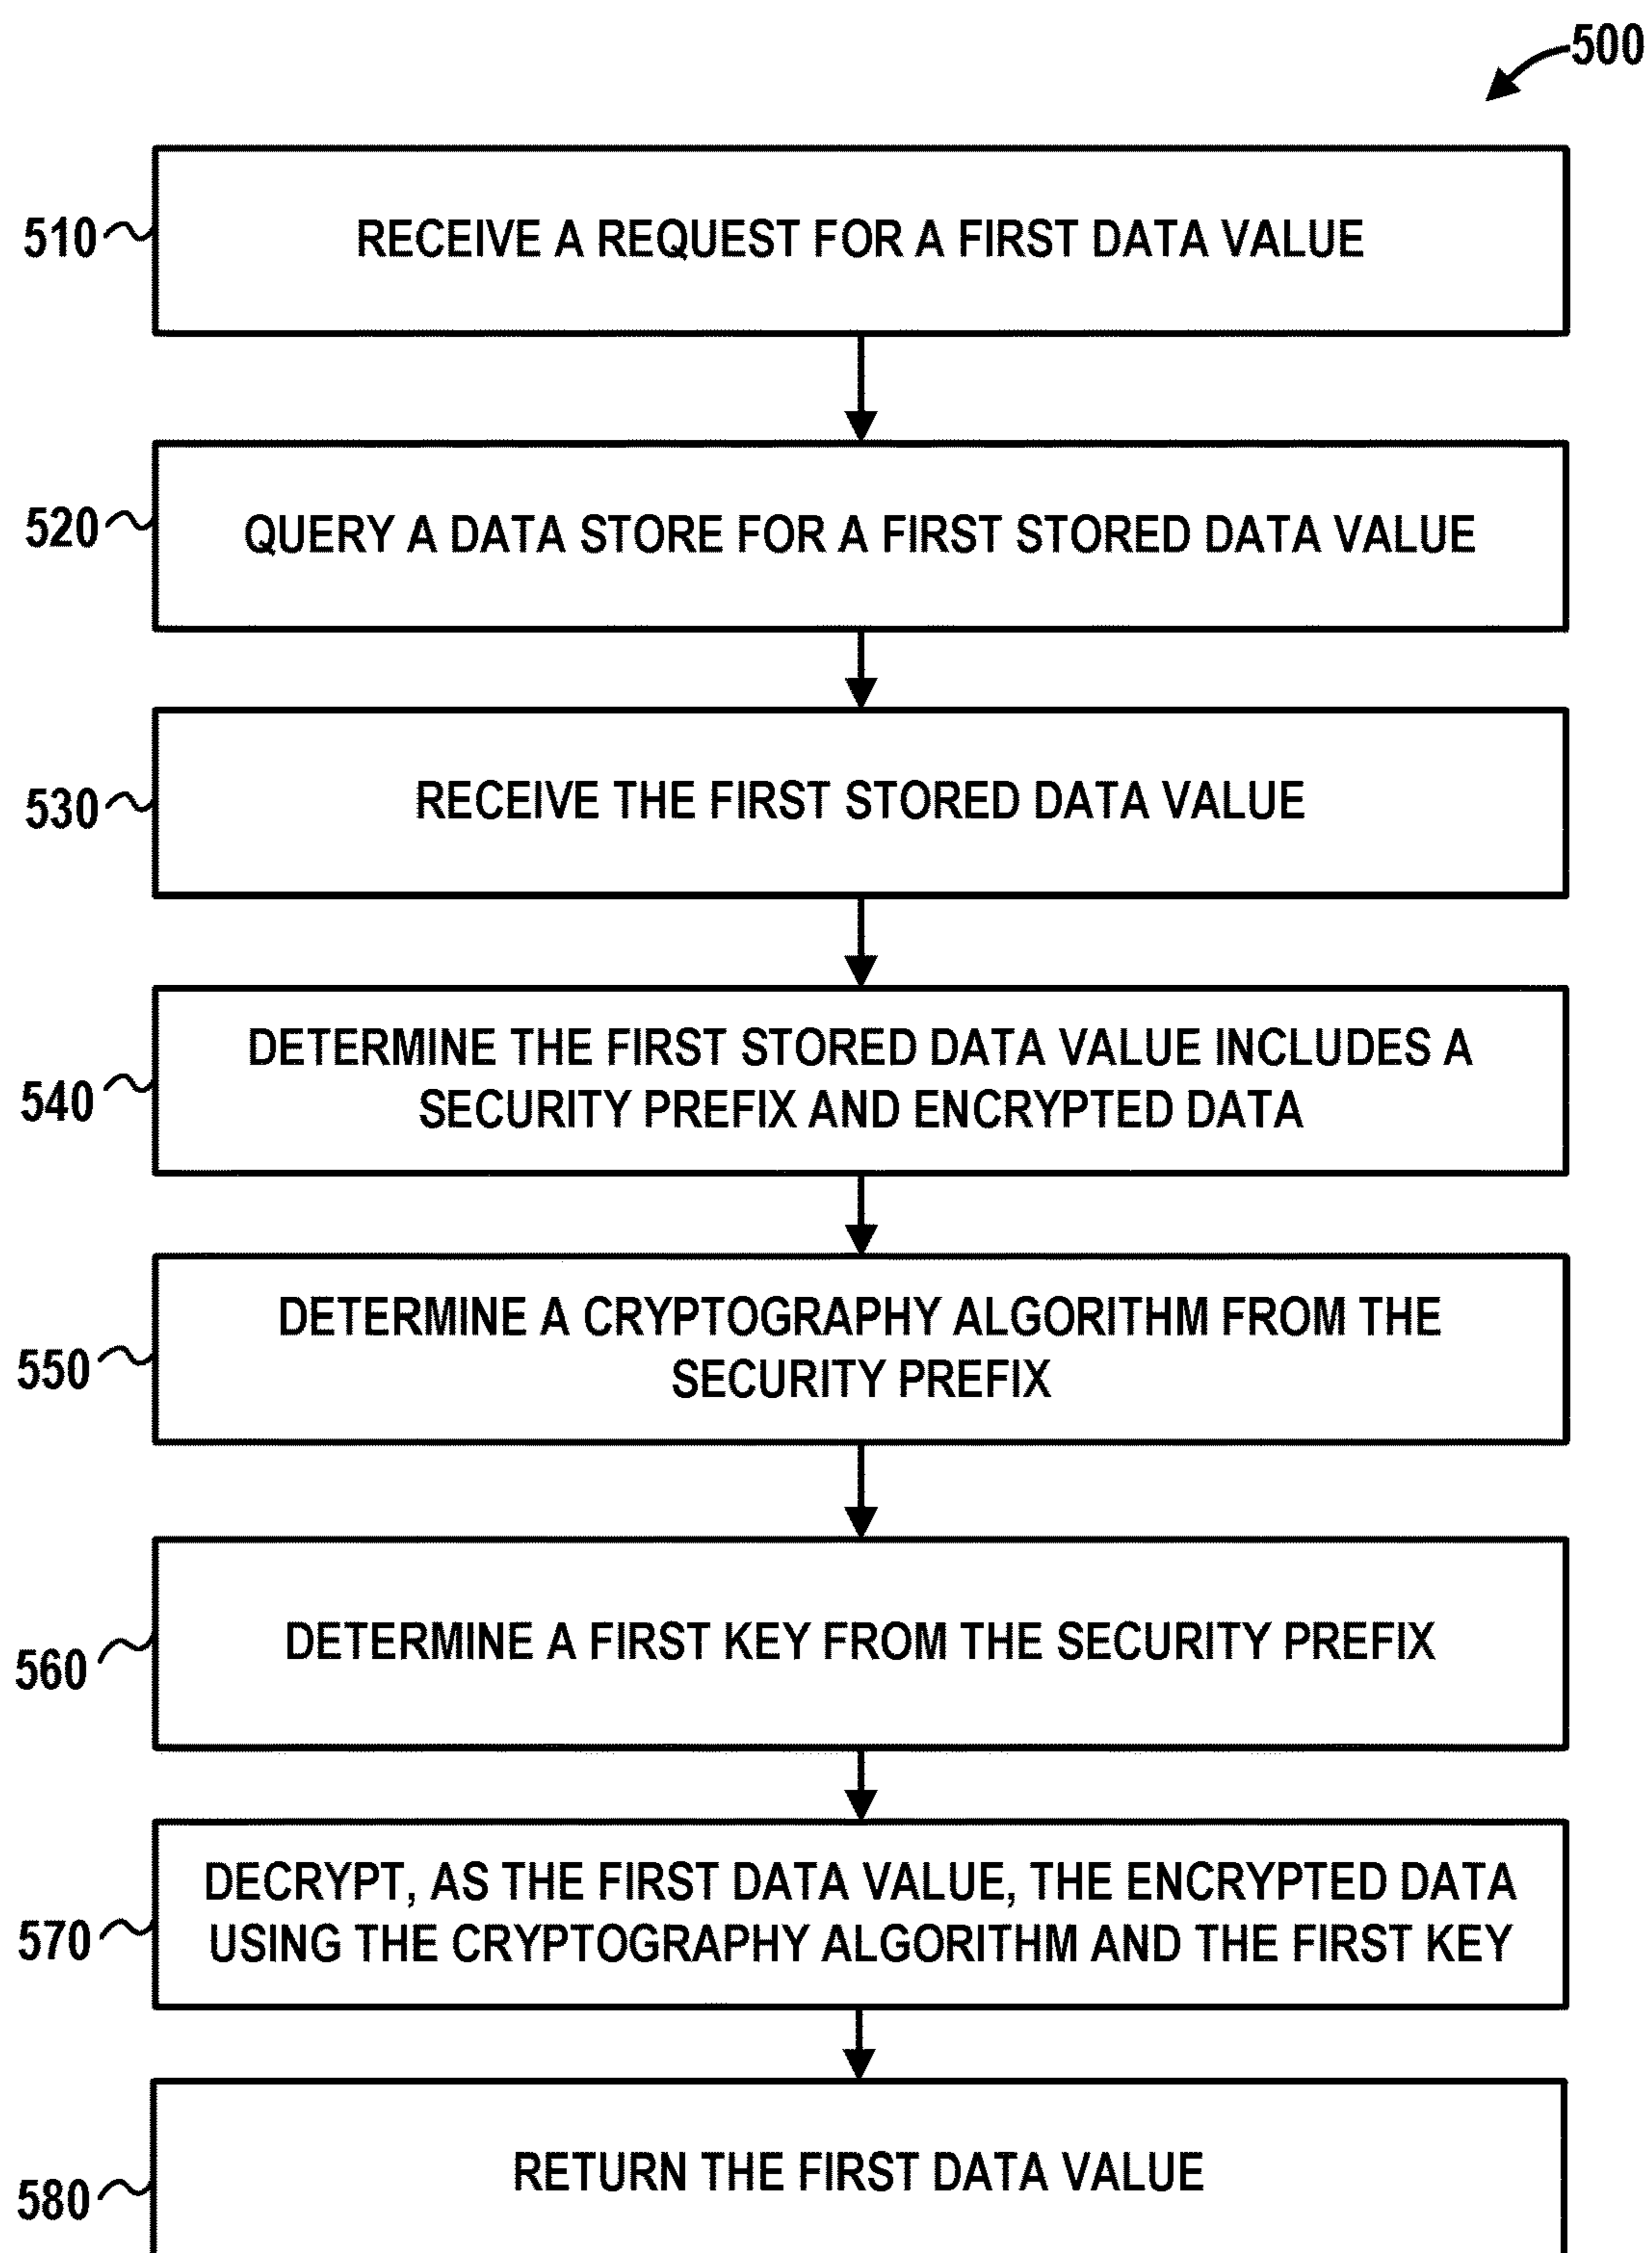 500
510
RECEIVE A REQUEST FOR A FIRST DATA VALUE
520
QUERY A DATA STORE FOR A FIRST STORED DATA VALUE
530
RECEIVE THE FIRST STORED DATA VALUE
540
DETERMINE THE FIRST STORED DATA VALUE INCLUDES A
SECURITY PREFIX AND ENCRYPTED DATA
550
DETERMINE A CRYPTOGRAPHY ALGORITHM FROM THE
SECURITY PREFIX
560
DETERMINE A FIRST KEY FROM THE SECURITY PREFIX
570
DECRYPT, AS THE FIRST DATA VALUE, THE ENCRYPTED DATA
USING THE CRYPTOGRAPHY ALGORITHM AND THE FIRST KEY
580
RETURN THE FIRST DATA VALUE